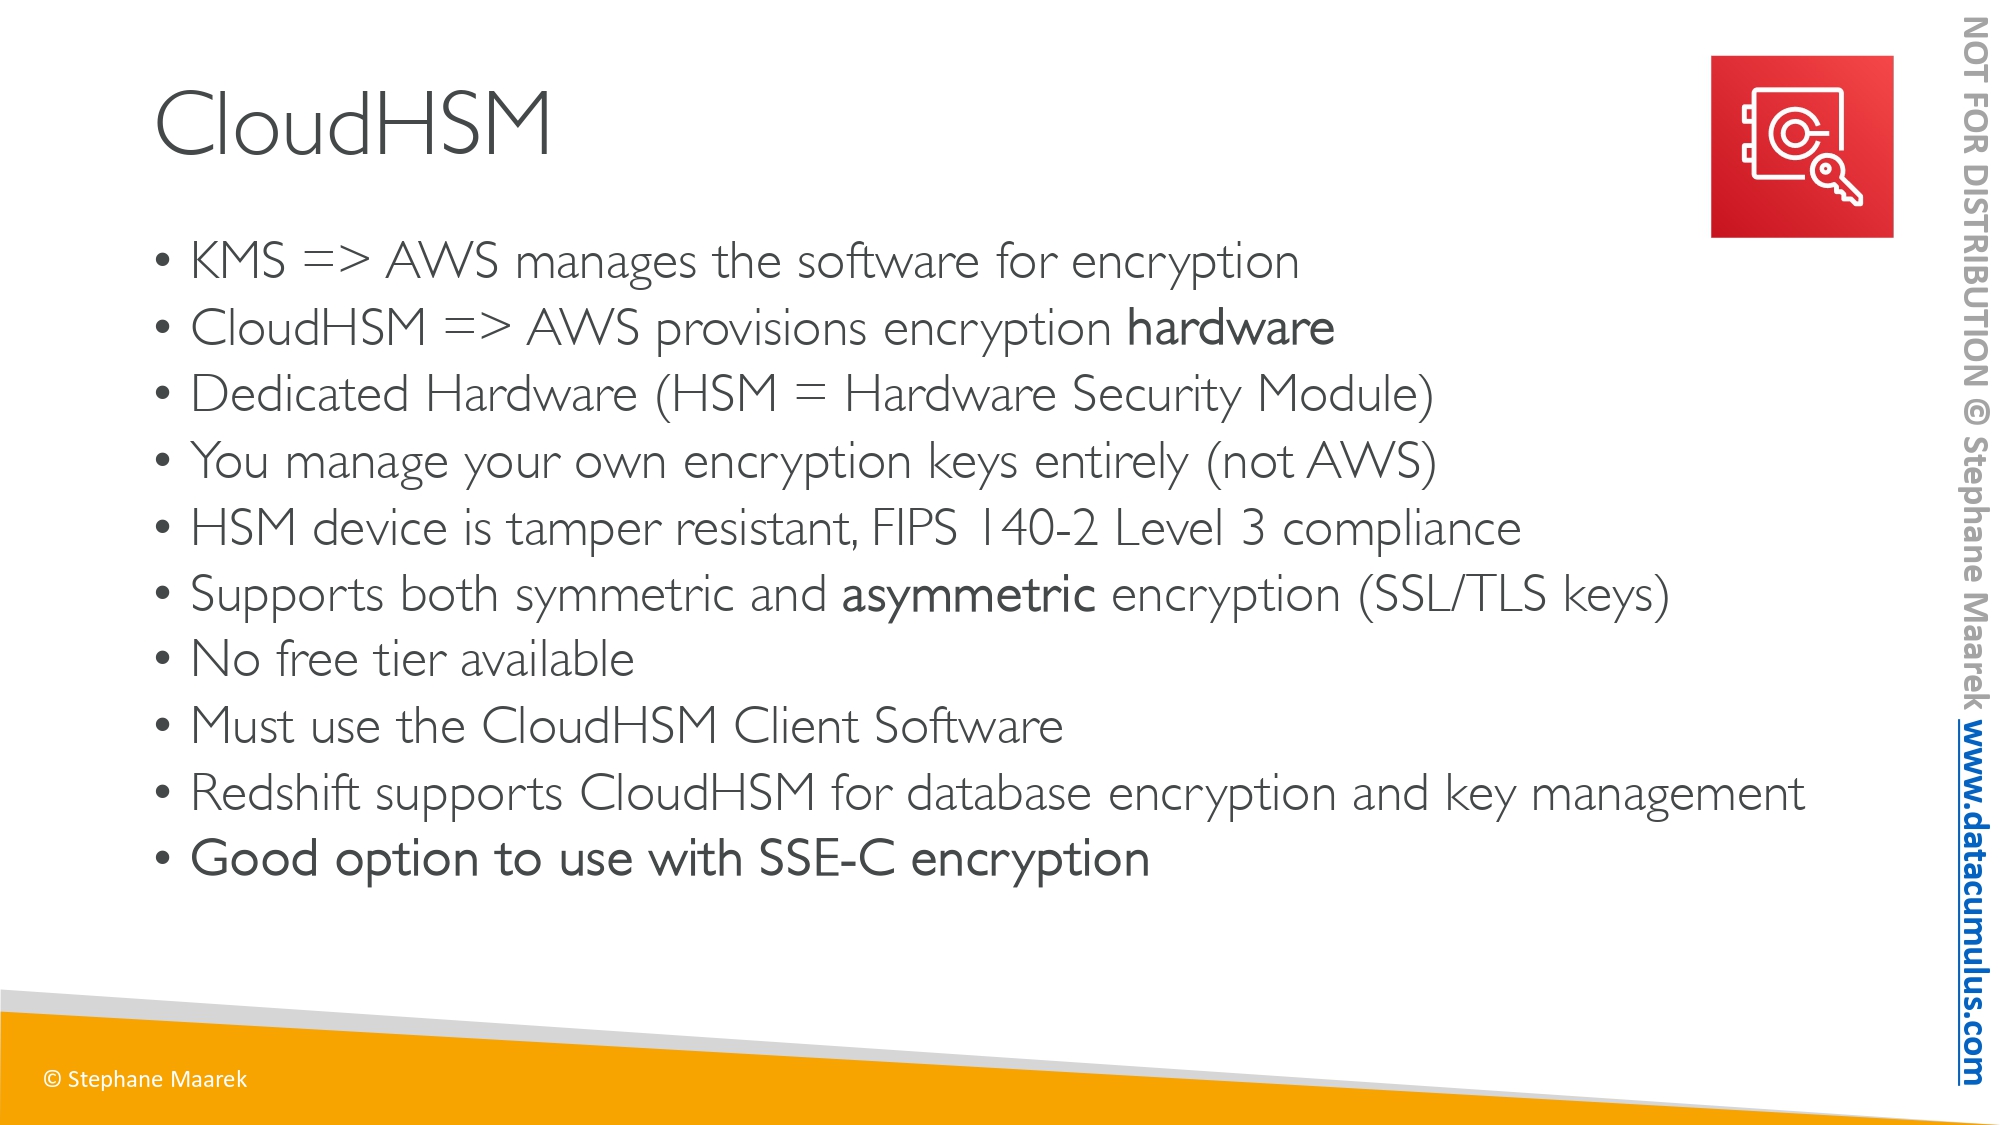 CloudHSM
• KMS => AWS manages the software for encryption
• CloudHSM => AWS provisions encryption hardware
• Dedicated Hardware (HSM = Hardware Security Module)
• You manage your own encryption keys entirely (not AWS)
• HSM device is tamper resistant, FIPS 140-2 Level 3 compliance
• Supports both symmetric and asymmetric encryption (SSL/TLS keys)
• No free tier available
• Must use the CloudHSM Client Software
• Redshift supports CloudHSM for database encryption and key management
• Good option to use with SSE-C encryption
© Stephane Maarek
NOT FOR DISTRIBUTION © Stephane Maarek www.datacumulus.com